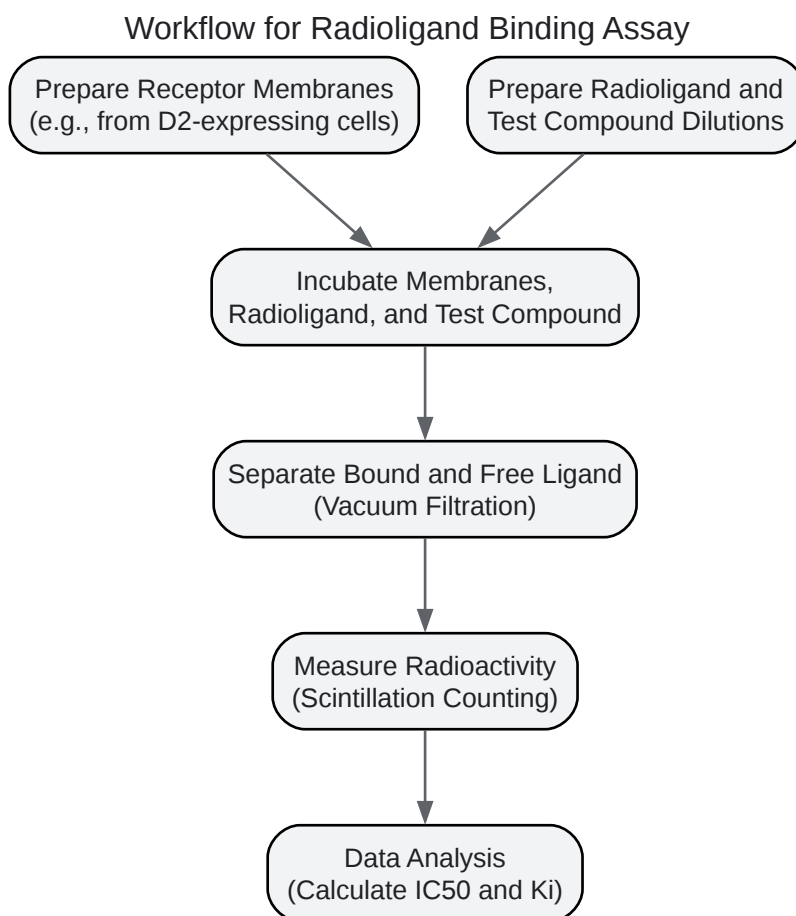 Workflow for Radioligand Binding Assay
Prepare Receptor Membranes
(e.g., from D2-expressing cells)
Prepare Radioligand and
Test Compound Dilutions
Incubate Membranes,
Radioligand, and Test Compound
Separate Bound and Free Ligand
(Vacuum Filtration)
Measure Radioactivity
(Scintillation Counting)
Data Analysis
(Calculate IC50 and Ki)